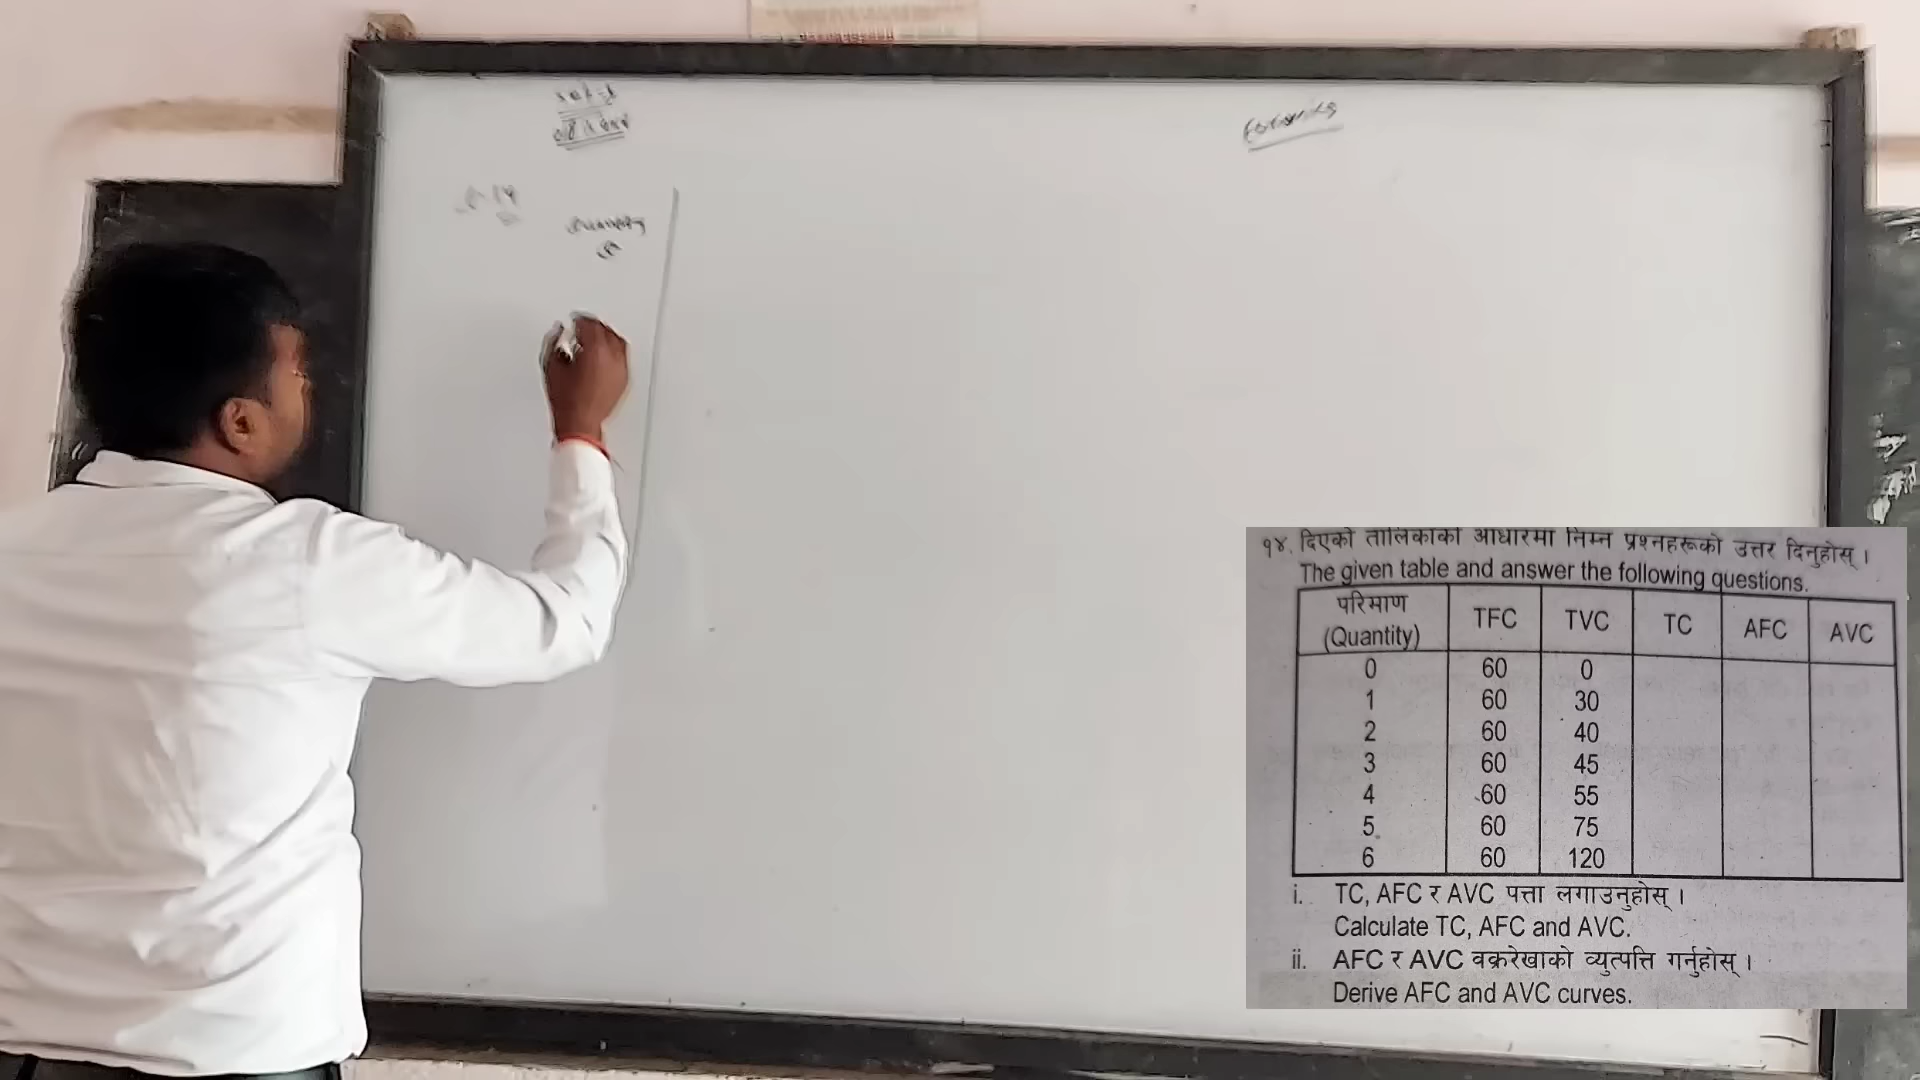 Economics
Quantity
१४. दिएको तालिकाको आधारमा निम्न प्रश्नहरूको उत्तर दिनुहोस् ।
The given table and answer the following questions.
परिमाण (Quantity) TFC TVC TC AFC AVC
0 60 0
1 60 30
2 60 40
3 60 45
4 60 55
5 60 75
6 60 120
i. TC, AFC र AVC पत्ता लगाउनुहोस् ।
Calculate TC, AFC and AVC.
ii. AFC र AVC वक्ररेखाको व्युत्पत्ति गर्नुहोस् ।
Derive AFC and AVC curves.